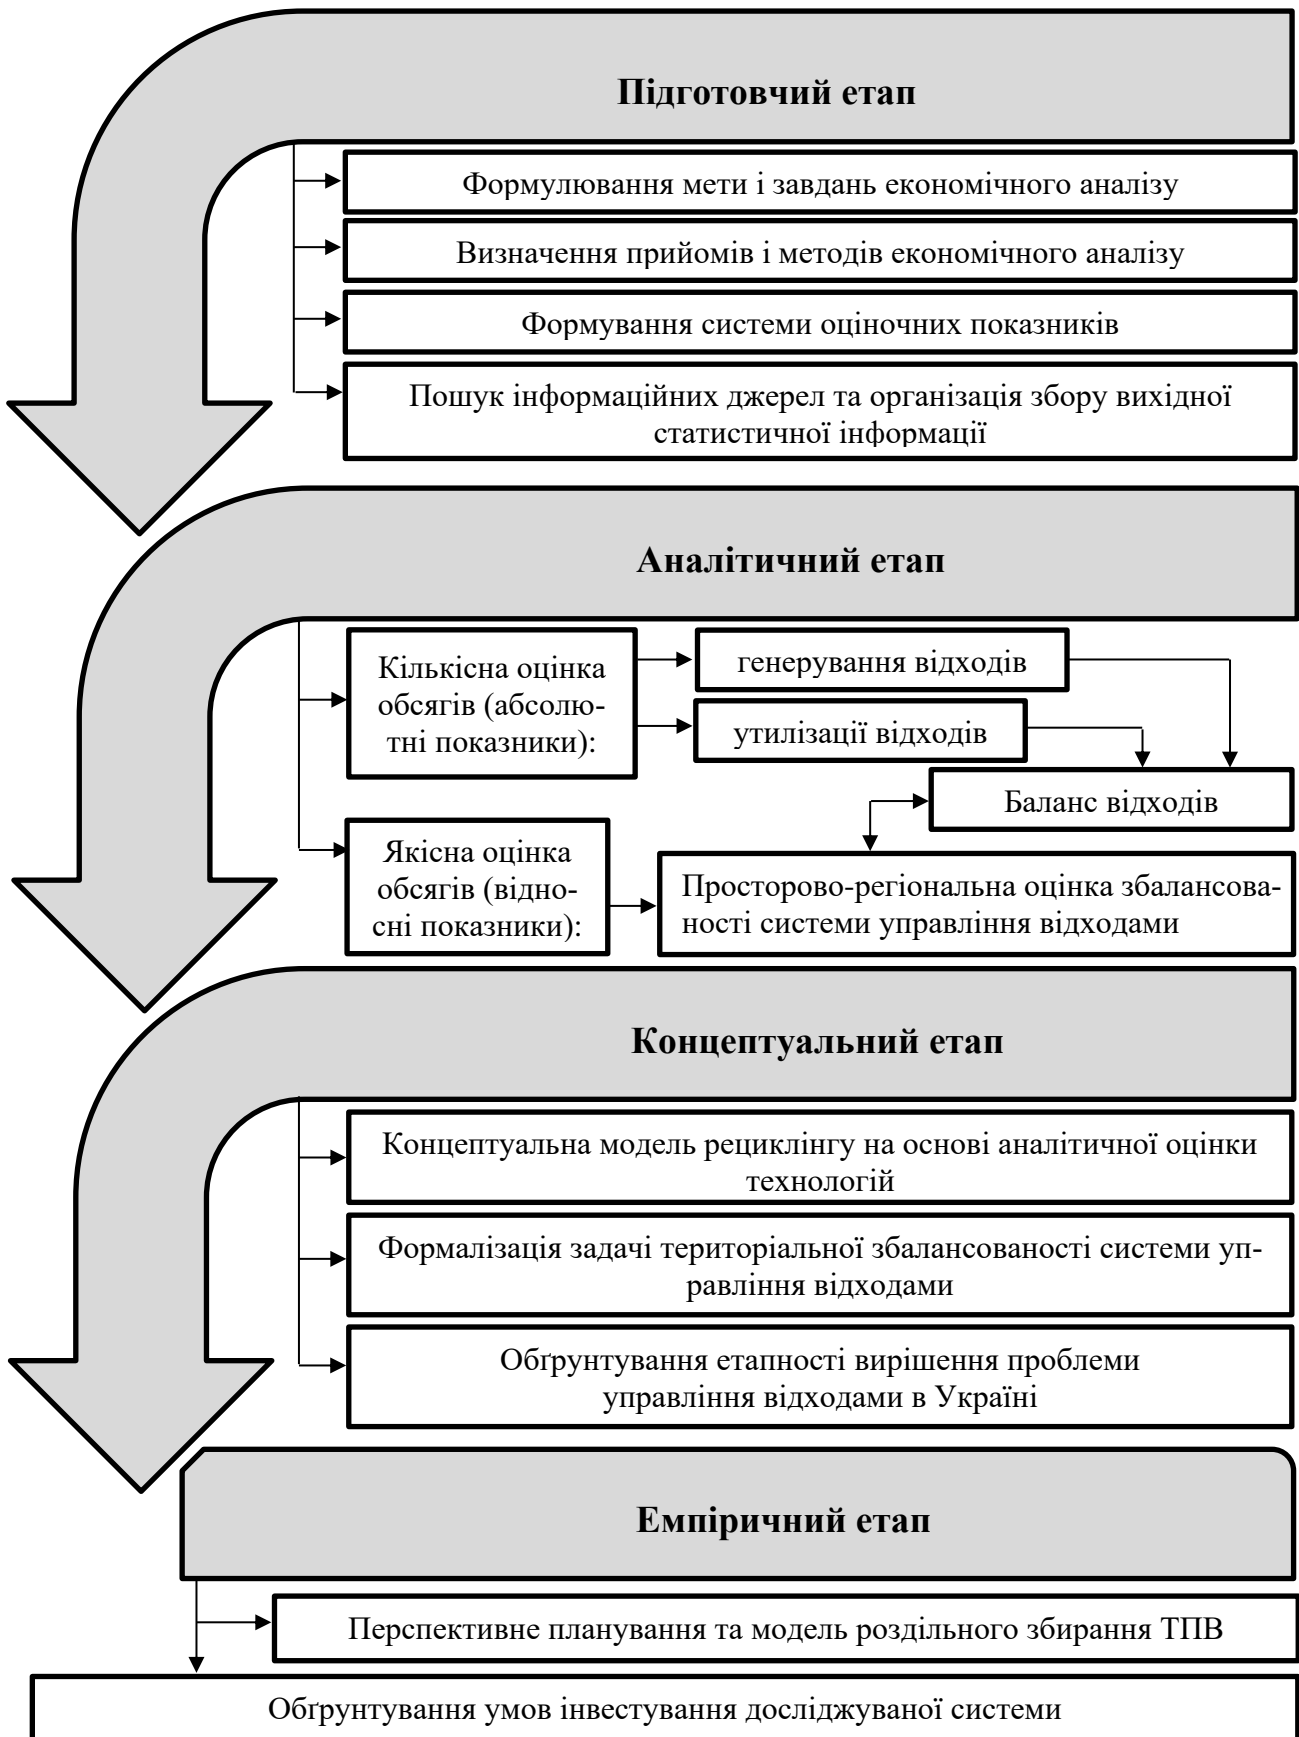 Підготовчий етап
Формулювання мети і завдань економічного аналізу
Визначення прийомів і методів економічного аналізу
Формування системи оціночних показників
Пошук інформаційних джерел та організація збору вихідної
статистичної інформації
Аналітичний етап
Кількісна оцінка
обсягів (абсолю-
тні показники):
генерування відходів
утилізації відходів
Баланс відходів
Якісна оцінка
обсягів (відно-
сні показники):
Просторово-регіональна оцінка збалансова-
ності системи управління відходами
Концептуальний етап
Концептуальна модель рециклінгу на основі аналітичної оцінки
технологій
Формалізація задачі територіальної збалансованості системи уп-
равління відходами
Обґрунтування етапності вирішення проблеми
управління відходами в Україні
Емпіричний етап
Перспективне планування та модель роздільного збирання ТПВ
Обґрунтування умов інвестування досліджуваної системи